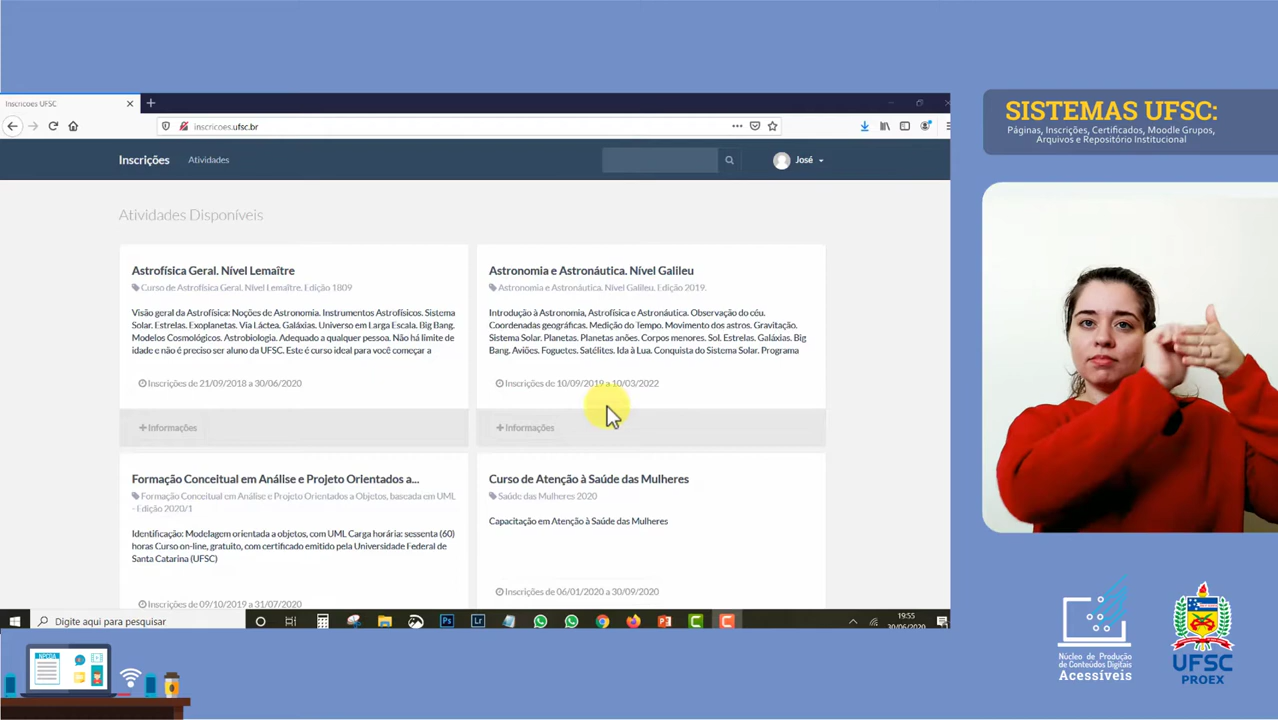 Inscricoes UFSC
inscricoes.ufsc.br
Inscrições
Atividades
José
Atividades Disponíveis
Astrofísica Geral. Nível Lemaître
Curso de Astrofísica Geral. Nível Lemaître. Edição 1809
Visão geral da Astrofísica: Noções de Astronomia. Instrumentos Astrofísicos. Sistema
Solar. Estrelas. Exoplanetas. Via Láctea. Galáxias. Universo em Larga Escala. Big Bang.
Modelos Cosmológicos. Astrobiologia. Adequado a qualquer pessoa. Não há limite de
idade e não é preciso ser aluno da UFSC. Este é curso ideal para você começar a
Inscrições de 21/09/2018 a 30/06/2020
+ Informações
Astronomia e Astronáutica. Nível Galileu
Astronomia e Astronáutica. Nível Galileu. Edição 2019.
Introdução à Astronomia, Astrofísica e Astronáutica. Observação do céu.
Coordenadas geográficas. Medição do Tempo. Movimento dos astros. Gravitação.
Sistema Solar. Planetas. Planetas anões. Corpos menores. Sol. Estrelas. Galáxias. Big
Bang. Aviões. Foguetes. Satélites. Ida à Lua. Conquista do Sistema Solar. Programa
Inscrições de 10/09/2019 a 10/03/2022
+ Informações
Formação Conceitual em Análise e Projeto Orientados a...
Formação Conceitual em Análise e Projeto Orientados a Objetos, baseada em UML
- Edição 2020/1
Identificação: Modelagem orientada a objetos, com UML Carga horária: sessenta (60)
horas Curso on-line, gratuito, com certificado emitido pela Universidade Federal de
Santa Catarina (UFSC)
Inscrições de 09/10/2019 a 31/07/2020
Curso de Atenção à Saúde das Mulheres
Saúde das Mulheres 2020
Capacitação em Atenção à Saúde das Mulheres
Inscrições de 06/01/2020 a 30/09/2020
Digite aqui para pesquisar
Ps
Lr
19:55
30/06/2020
SISTEMAS UFSC:
Páginas, Inscrições, Certificados, Moodle Grupos,
Arquivos e Repositório Institucional
NPCDA
Núcleo de Produção
de Conteúdos Digitais
Acessíveis
UFSC
PROEX